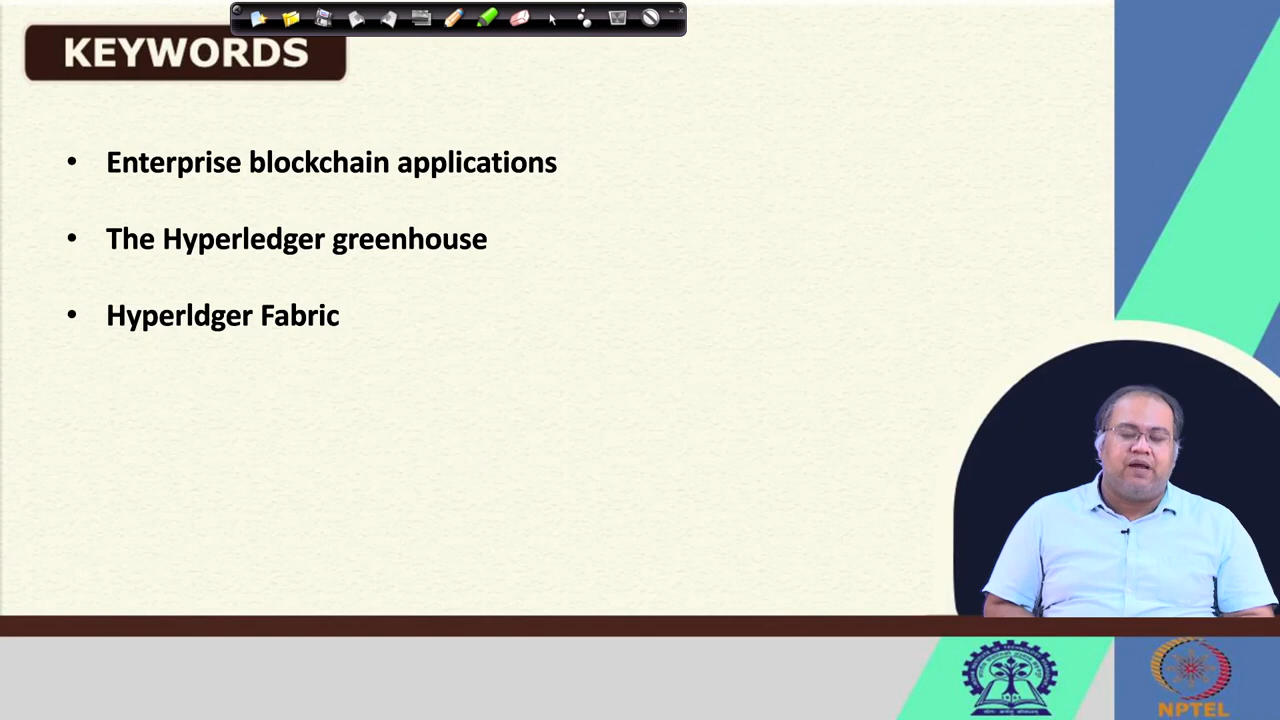 KEYWORDS
• Enterprise blockchain applications
• The Hyperledger greenhouse
• Hyperldger Fabric
NPTEL